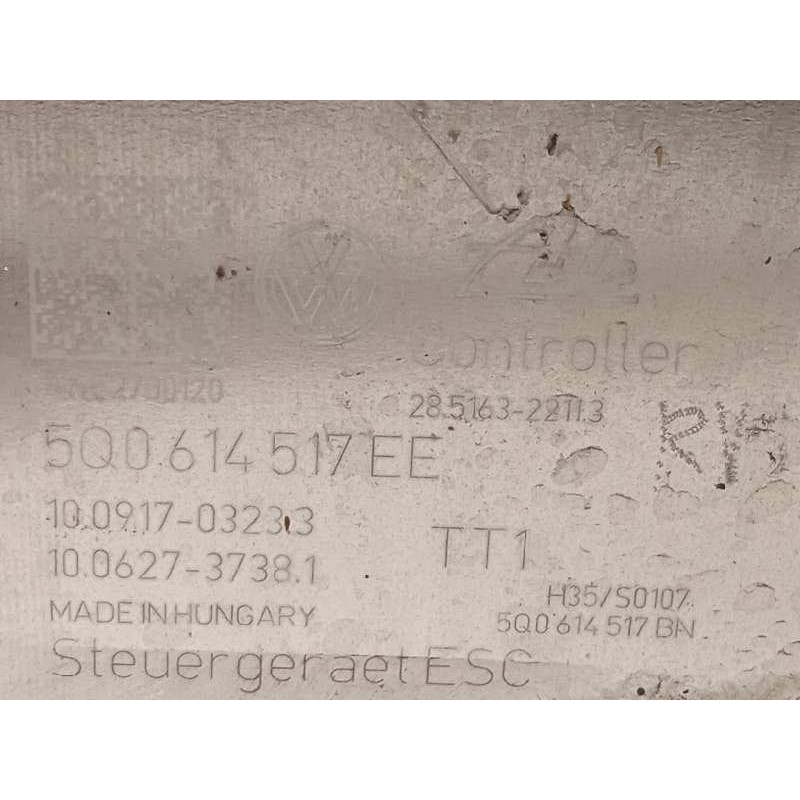 Controller
28.5163-2211.3
5Q0.614 517 EE
10.0917-0323.3
10.0627-3738.1
TT1
H35/S0107
MADE IN HUNGARY
5Q0 614 517 BN
Steuergeraet ESC